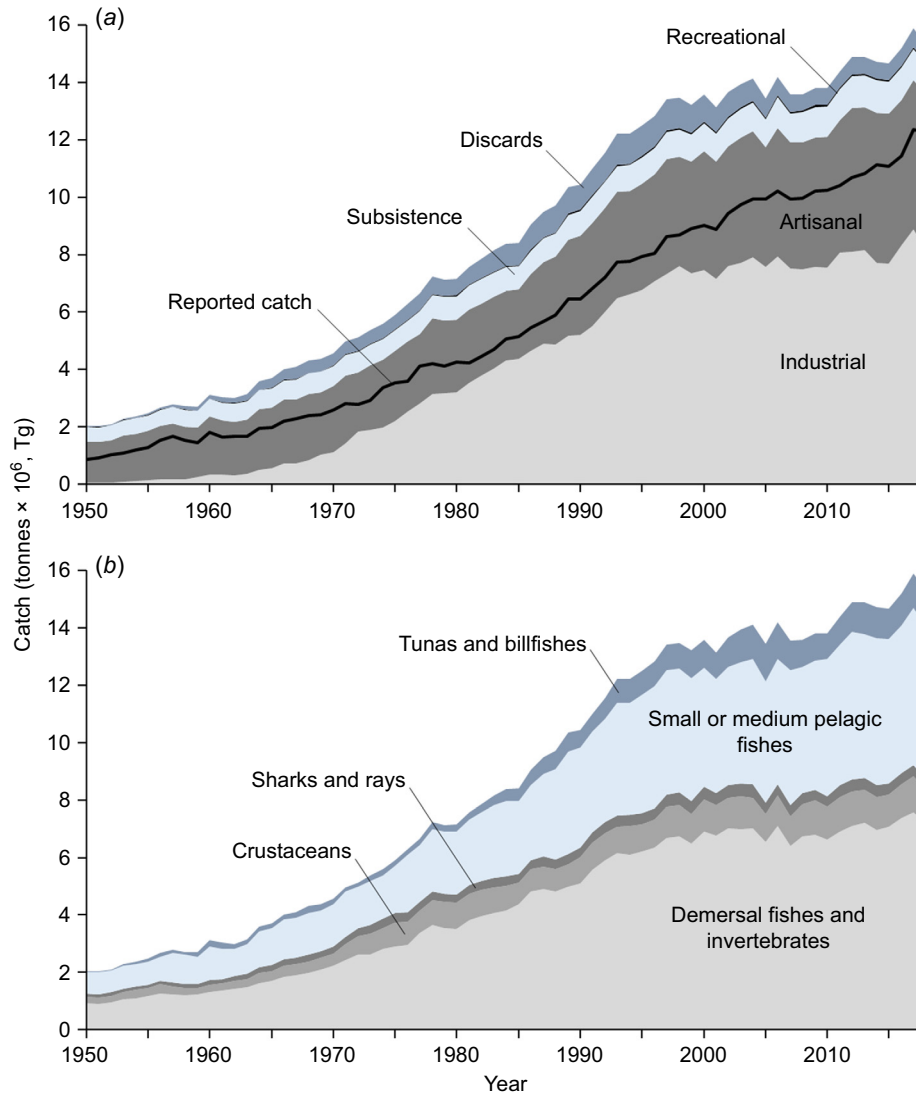 (a)
16
14
12
10
8
6
4
2
0
Recreational
Discards
Subsistence
Reported catch
Artisanal
Industrial
1950
1960
1970
1980
1990
2000
2010
Catch (tonnes × 10⁶, Tg)
(b)
16
14
12
10
8
6
4
2
0
Tunas and billfishes
Small or medium pelagic
fishes
Sharks and rays
Crustaceans
Demersal fishes and
invertebrates
1950
1960
1970
1980
1990
2000
2010
Year